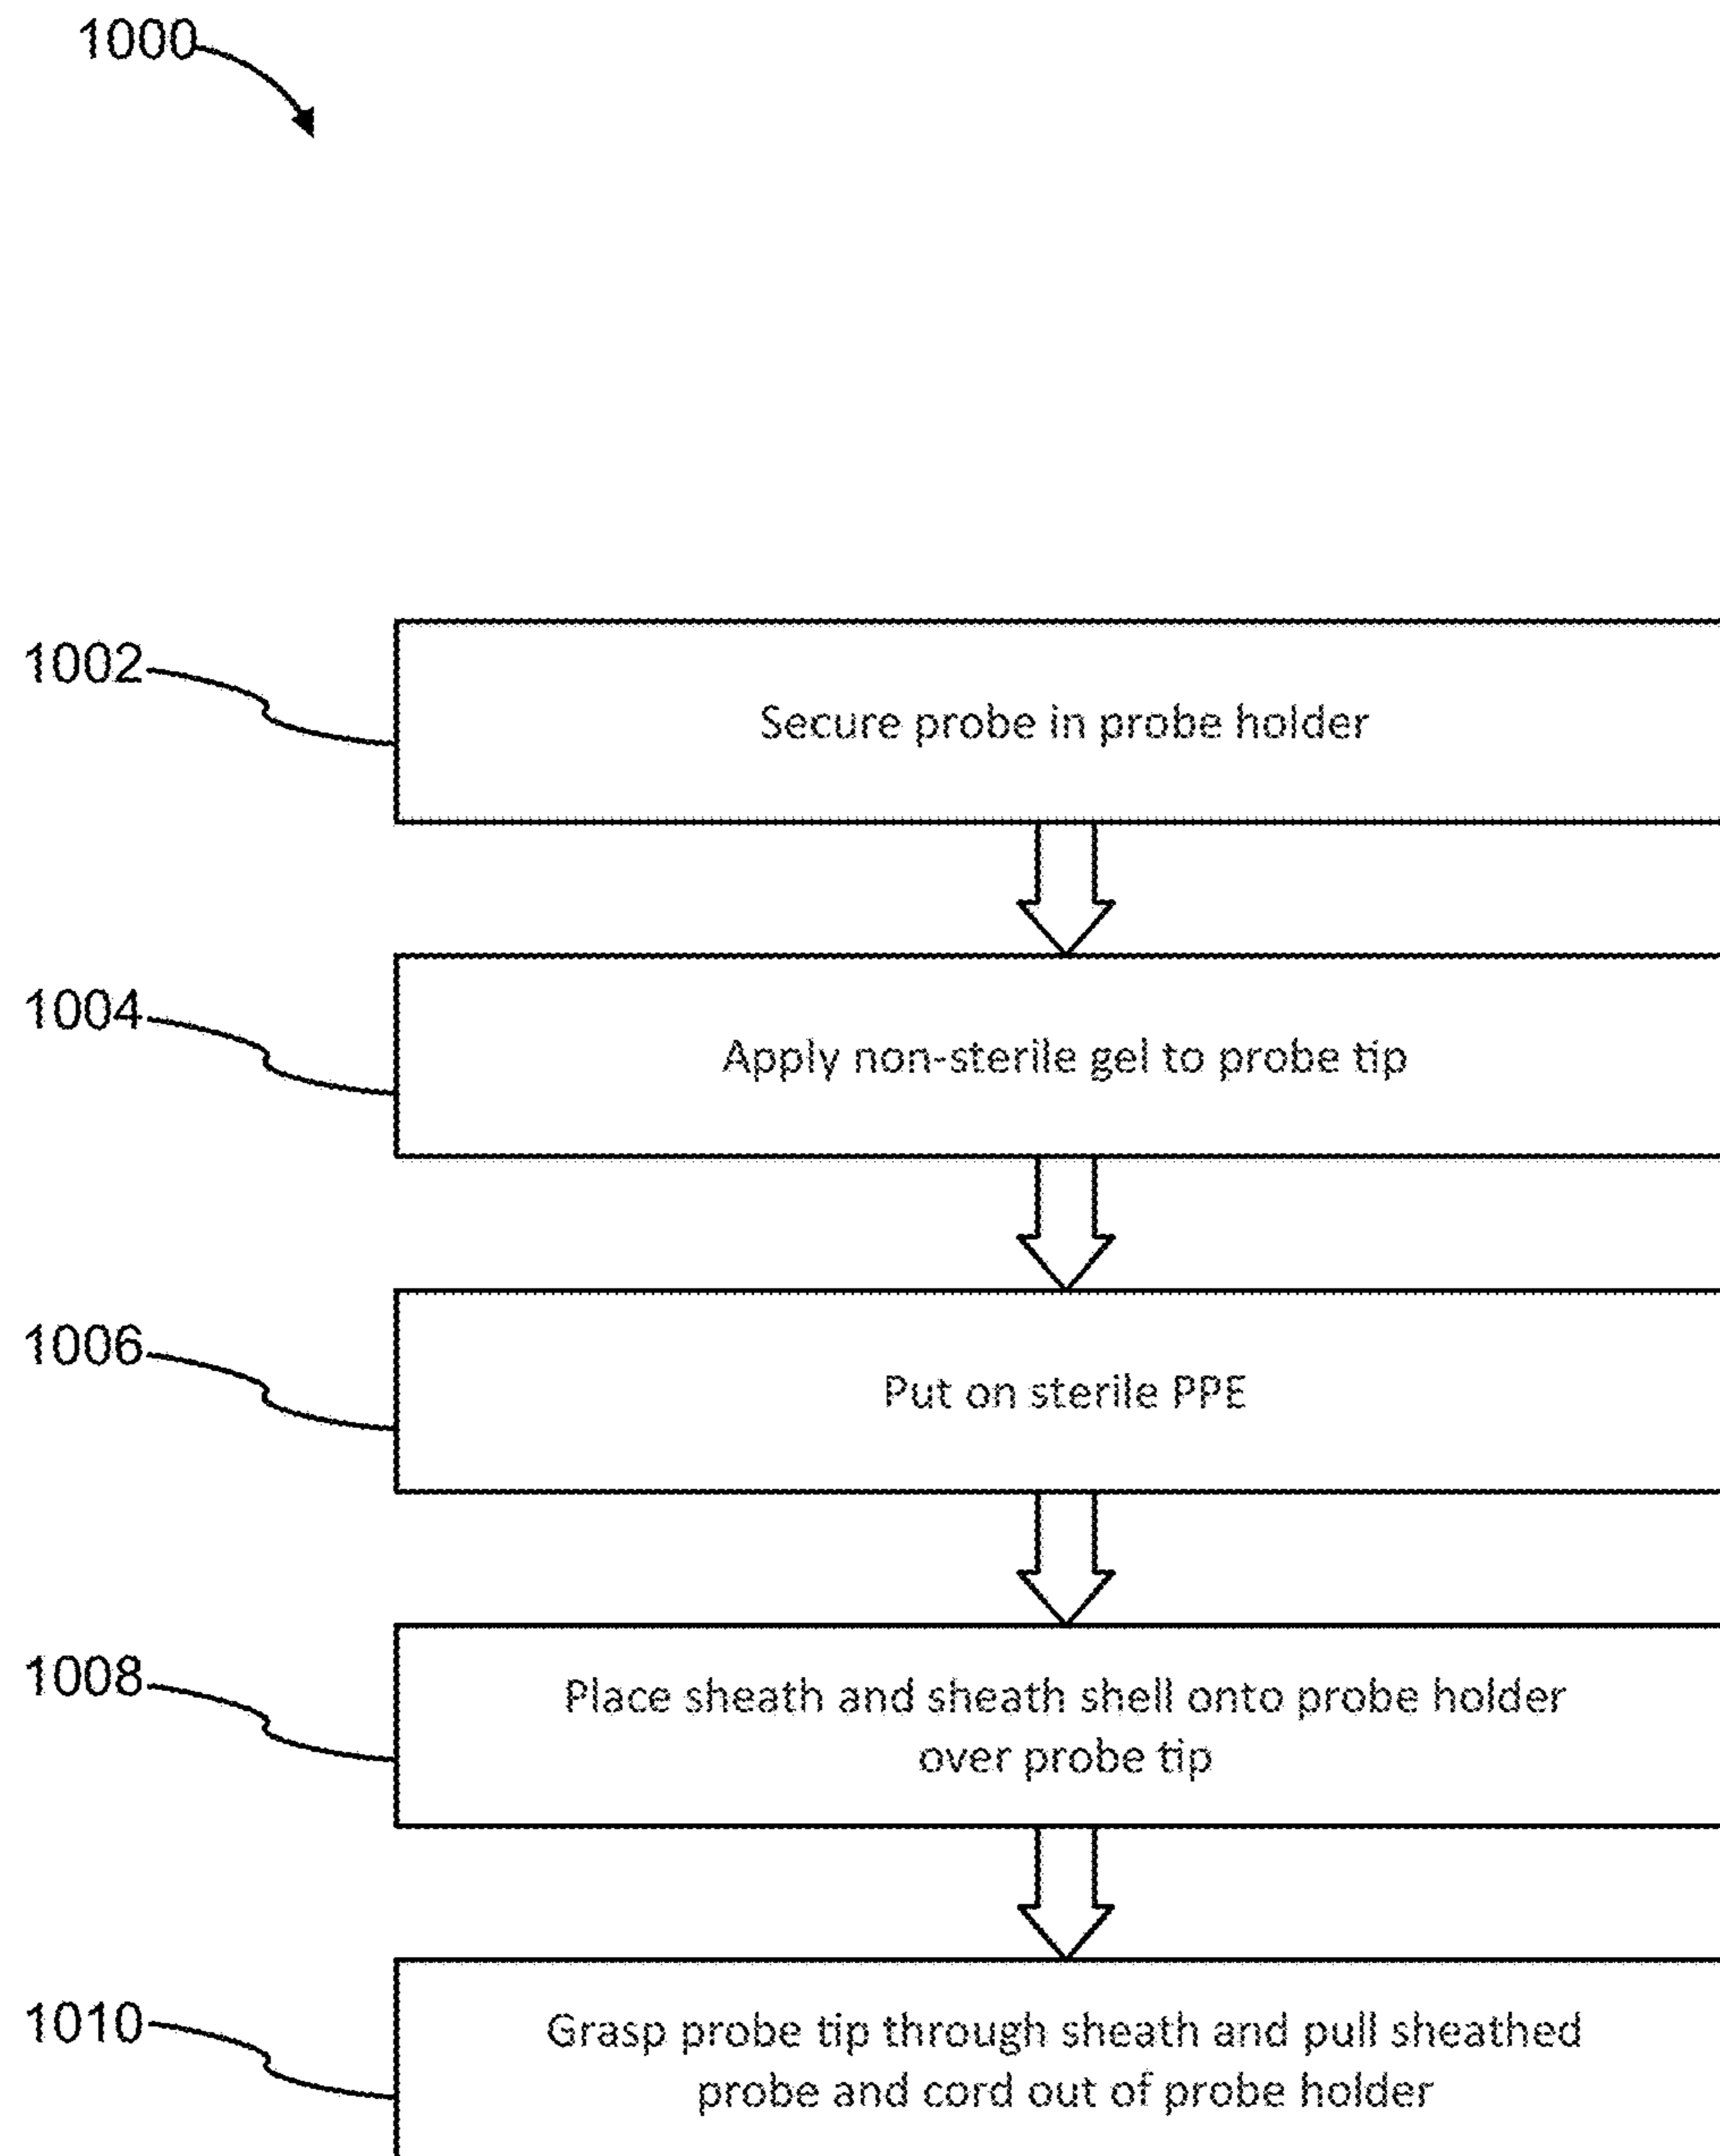 1000
1002
Secure probe in probe holder
1004
Apply non-sterile gel to probe tip
1006
Put on sterile PPE
1008
Place sheath and sheath shell onto probe holder
over probe tip
1010
Grasp probe tip through sheath and pull sheathed
probe and cord out of probe holder